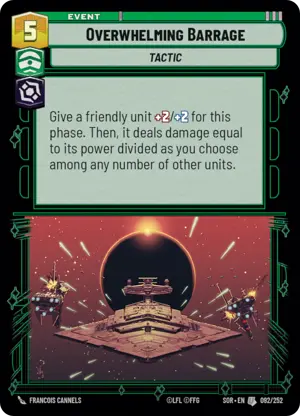 EVENT
5
OVERWHELMING BARRAGE
TACTIC
Give a friendly unit +2/+2 for this
phase. Then, it deals damage equal
to its power divided as you choose
among any number of other units.
FRANCOIS CANNELS
©LFL ©FFG
SOR • EN
092/252